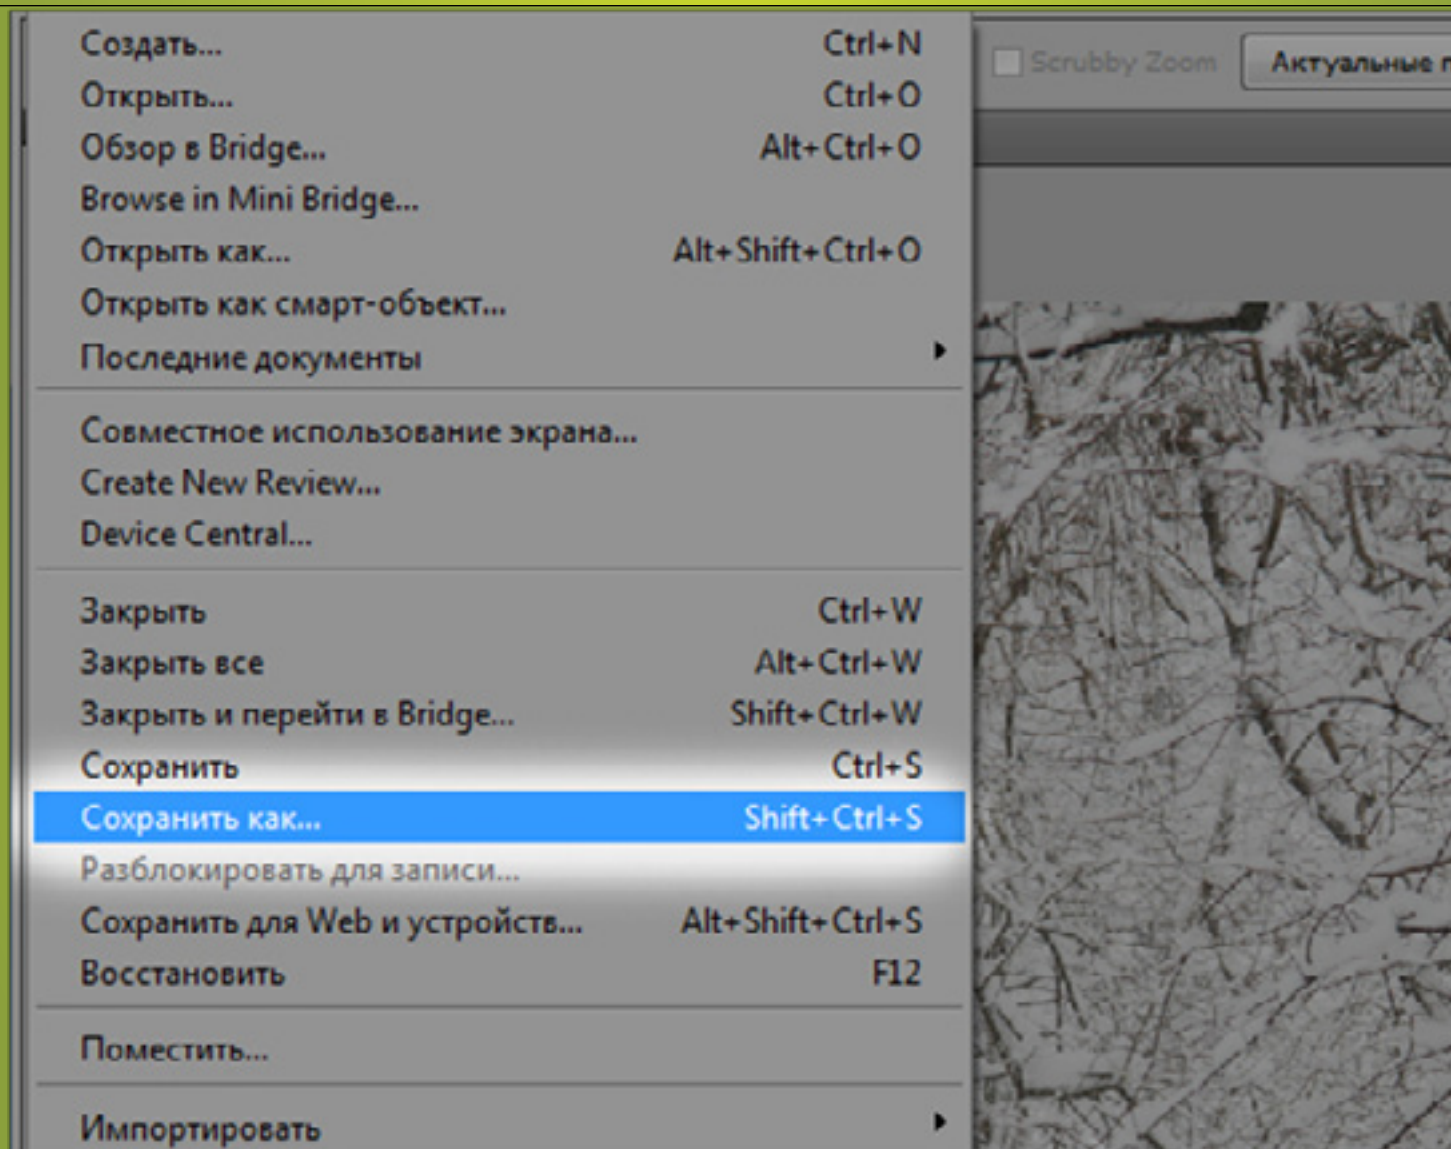 Создать... Ctrl+N
Scrubby Zoom Актуальные
Открыть... Ctrl+O
Обзор в Bridge... Alt+Ctrl+O
Browse in Mini Bridge...
Открыть как... Alt+Shift+Ctrl+O
Открыть как смарт-объект...
Последние документы
Совместное использование экрана...
Create New Review...
Device Central...
Закрыть Ctrl+W
Закрыть все Alt+Ctrl+W
Закрыть и перейти в Bridge... Shift+Ctrl+W
Сохранить Ctrl+S
Сохранить как... Shift+Ctrl+S
Разблокировать для записи...
Сохранить для Web и устройств... Alt+Shift+Ctrl+S
Восстановить F12
Поместить...
Импортировать